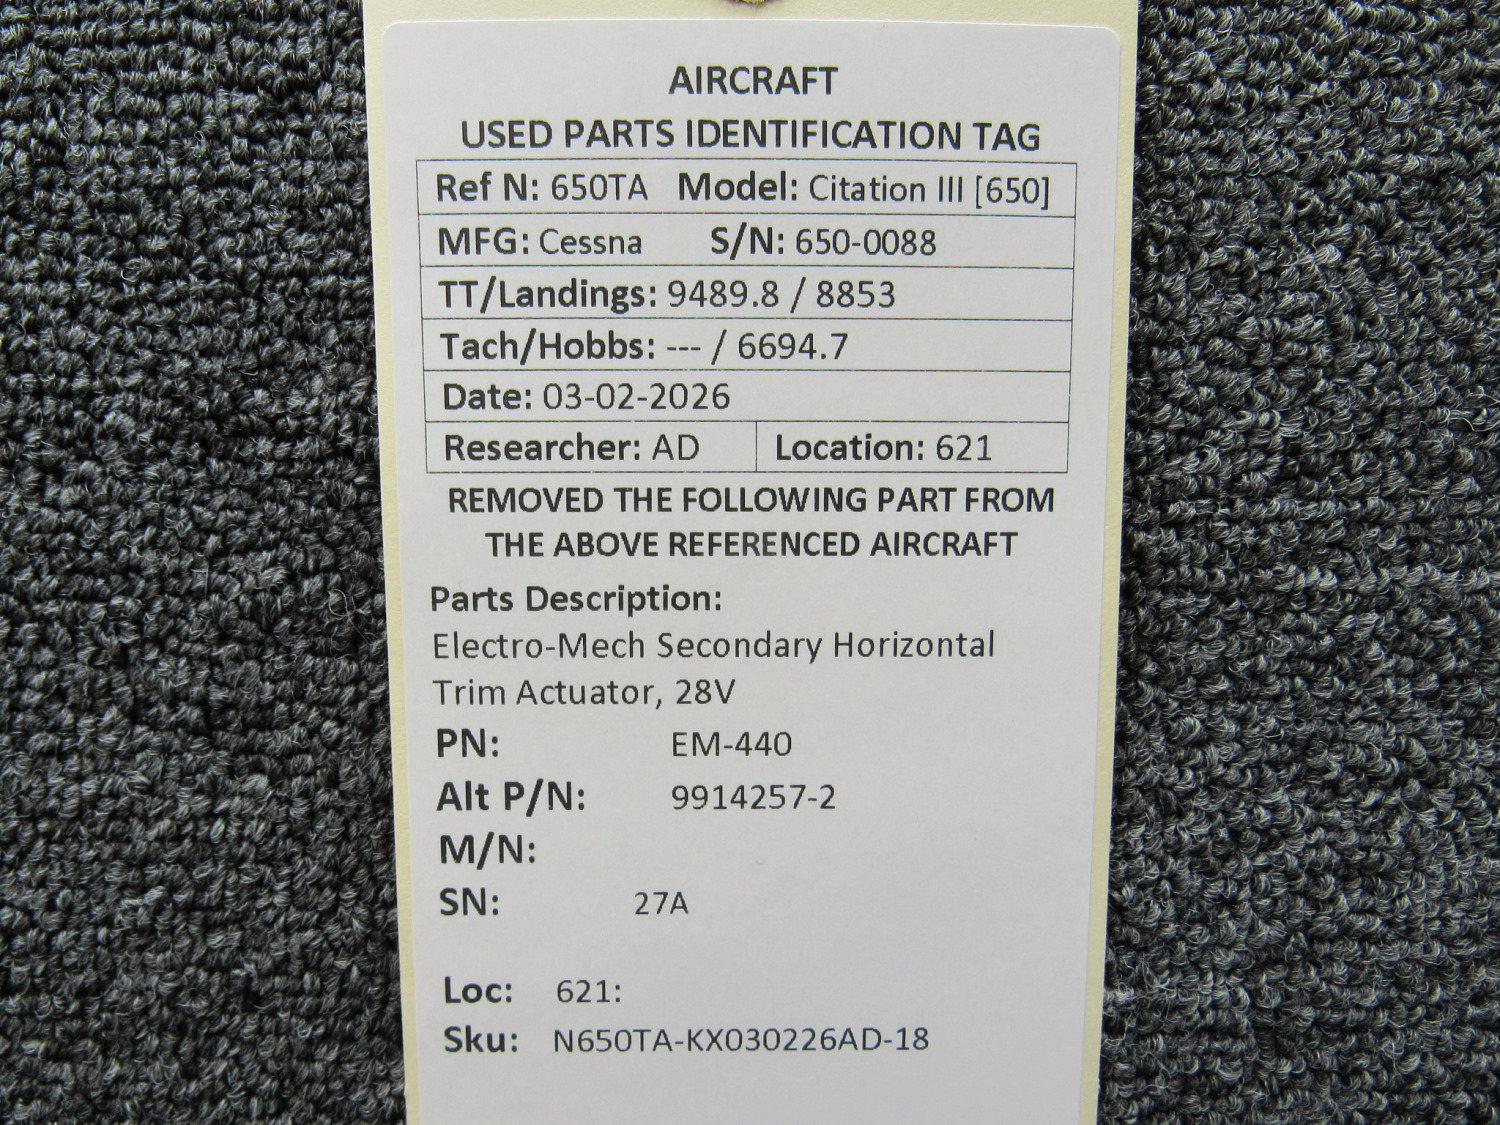 AIRCRAFT
USED PARTS IDENTIFICATION TAG
Ref N: 650TA Model: Citation III [650]
MFG: Cessna S/N: 650-0088
TT/Landings: 9489.8 / 8853
Tach/Hobbs: --- / 6694.7
Date: 03-02-2026
Researcher: AD Location: 621
REMOVED THE FOLLOWING PART FROM
THE ABOVE REFERENCED AIRCRAFT
Parts Description:
Electro-Mech Secondary Horizontal
Trim Actuator, 28V
PN: EM-440
Alt P/N: 9914257-2
M/N:
SN: 27A
Loc: 621:
Sku: N650TA-KX030226AD-18